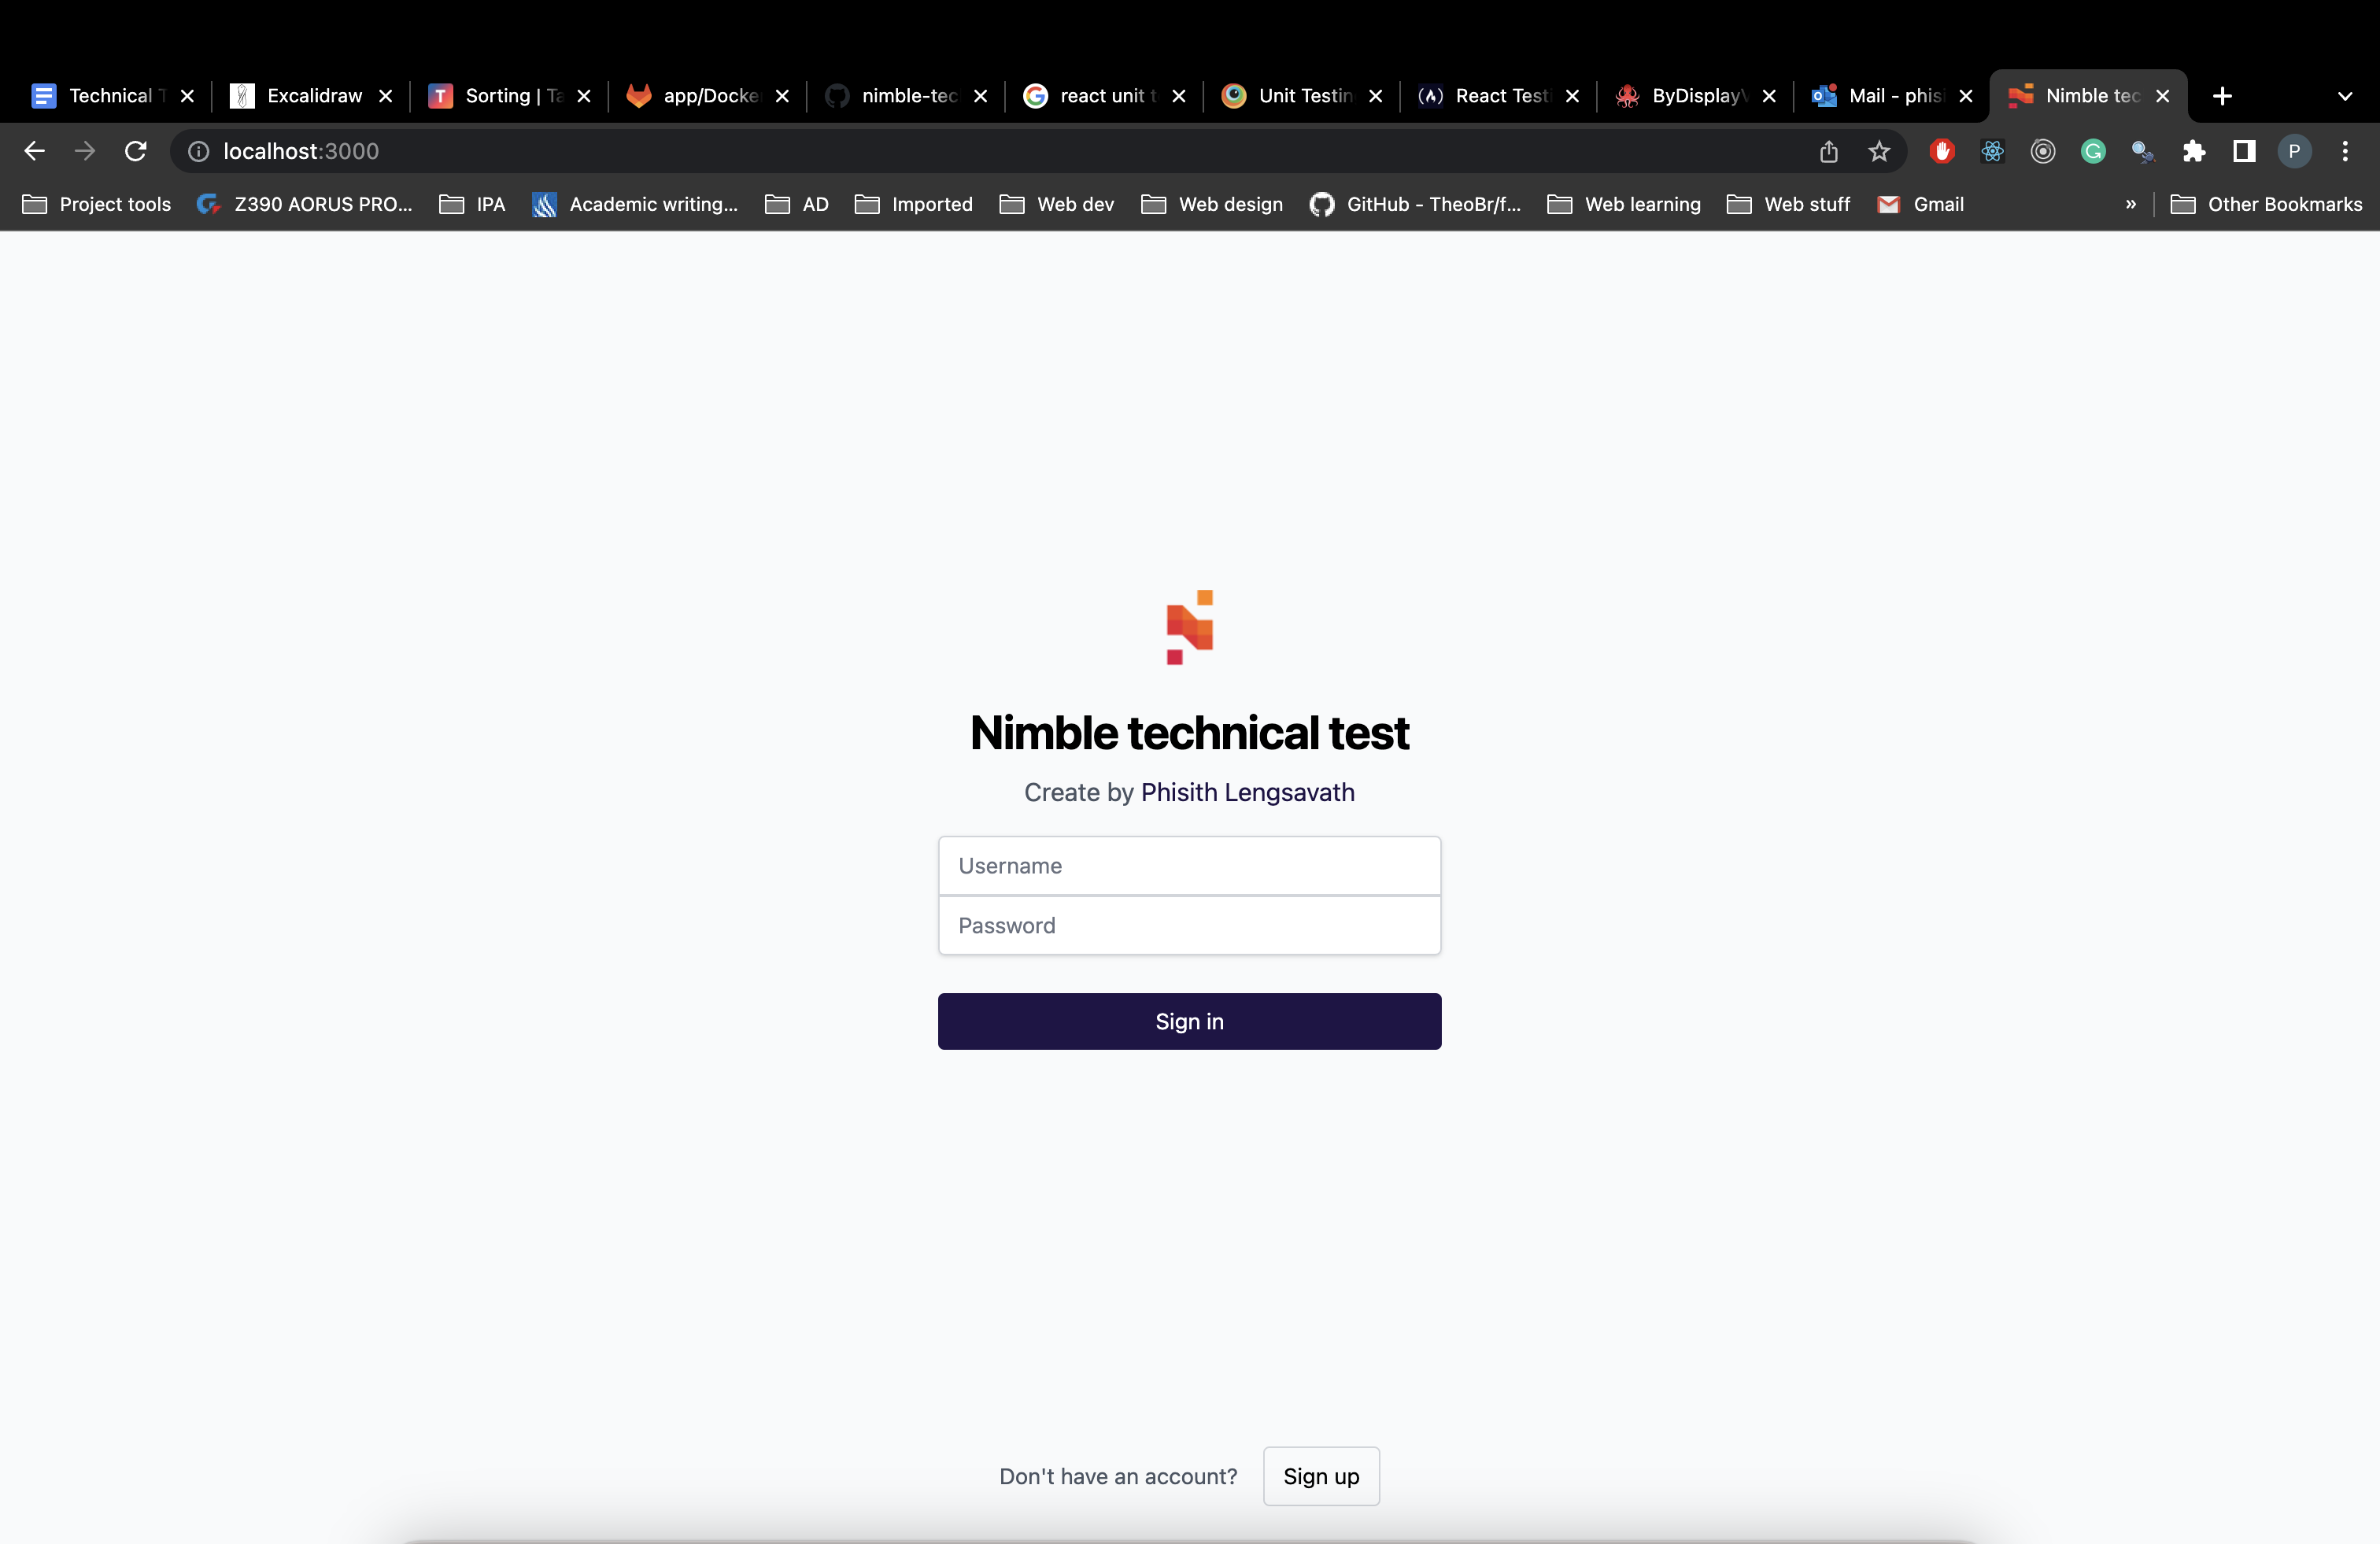 Technical T
Excalidraw
Sorting | Ta
app/Docke
nimble-tec
react unit t
Unit Testin
React Testi
ByDisplayV
Mail - phisi
Nimble tec
localhost:3000
P
Project tools
Z390 AORUS PRO...
IPA
Academic writing...
AD
Imported
Web dev
Web design
GitHub - TheoBr/f...
Web learning
Web stuff
Gmail
»
Other Bookmarks
Nimble technical test
Create by Phisith Lengsavath
Username
Password
Sign in
Don't have an account?
Sign up